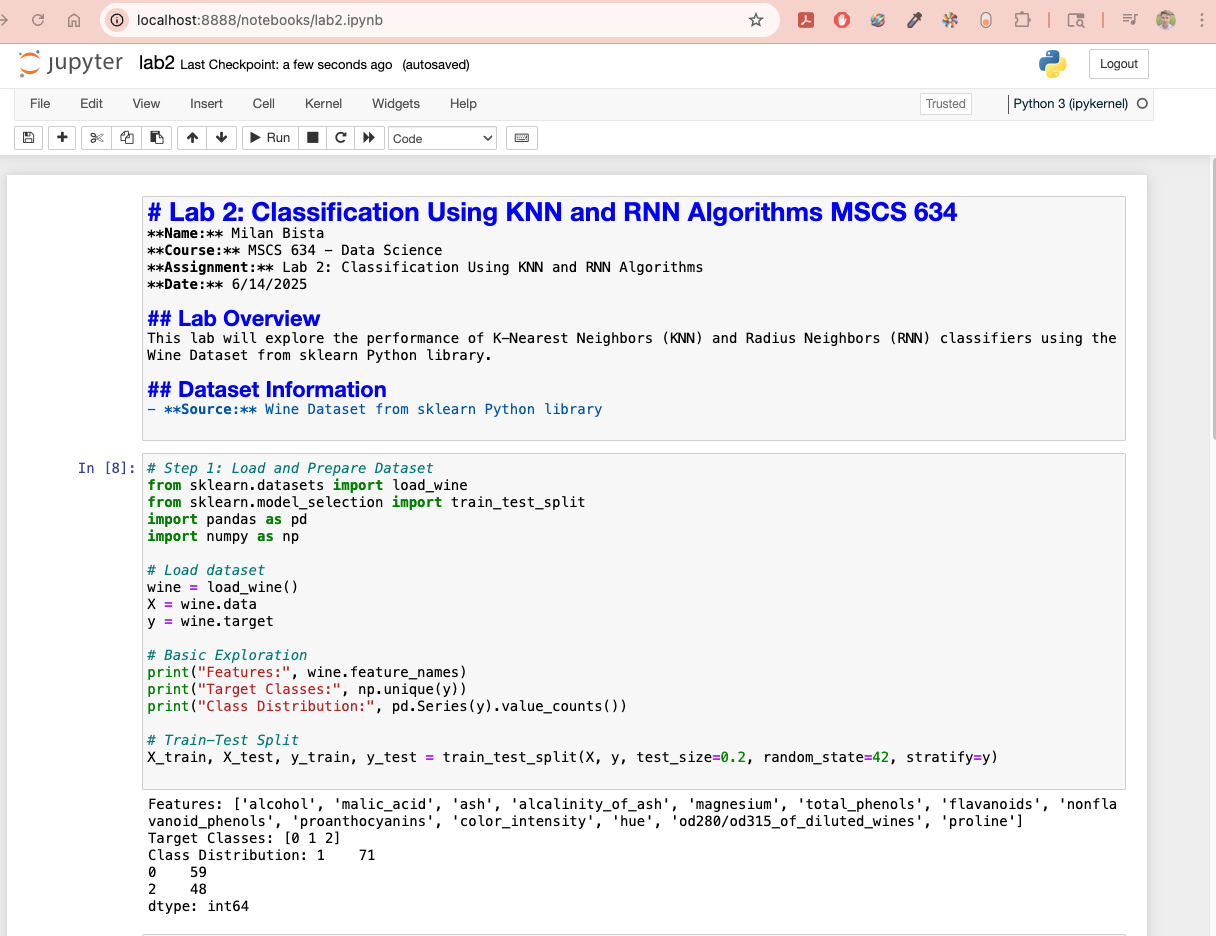 localhost:8888/notebooks/lab2.ipynb
jupyter lab2 Last Checkpoint: a few seconds ago (autosaved)
Logout
File Edit View Insert Cell Kernel Widgets Help
Trusted
Python 3 (ipykernel)
Run
Code
# Lab 2: Classification Using KNN and RNN Algorithms MSCS 634
**Name:** Milan Bista
**Course:** MSCS 634 - Data Science
**Assignment:** Lab 2: Classification Using KNN and RNN Algorithms
**Date:** 6/14/2025
## Lab Overview
This lab will explore the performance of K-Nearest Neighbors (KNN) and Radius Neighbors (RNN) classifiers using the
Wine Dataset from sklearn Python library.
## Dataset Information
- **Source:** Wine Dataset from sklearn Python library
In [8]:
# Step 1: Load and Prepare Dataset
from sklearn.datasets import load_wine
from sklearn.model_selection import train_test_split
import pandas as pd
import numpy as np
# Load dataset
wine = load_wine()
X = wine.data
y = wine.target
# Basic Exploration
print("Features:", wine.feature_names)
print("Target Classes:", np.unique(y))
print("Class Distribution:", pd.Series(y).value_counts())
# Train-Test Split
X_train, X_test, y_train, y_test = train_test_split(X, y, test_size=0.2, random_state=42, stratify=y)
Features: ['alcohol', 'malic_acid', 'ash', 'alcalinity_of_ash', 'magnesium', 'total_phenols', 'flavanoids', 'nonfla
vanoid_phenols', 'proanthocyanins', 'color_intensity', 'hue', 'od280/od315_of_diluted_wines', 'proline']
Target Classes: [0 1 2]
Class Distribution: 1    71
0    59
2    48
dtype: int64